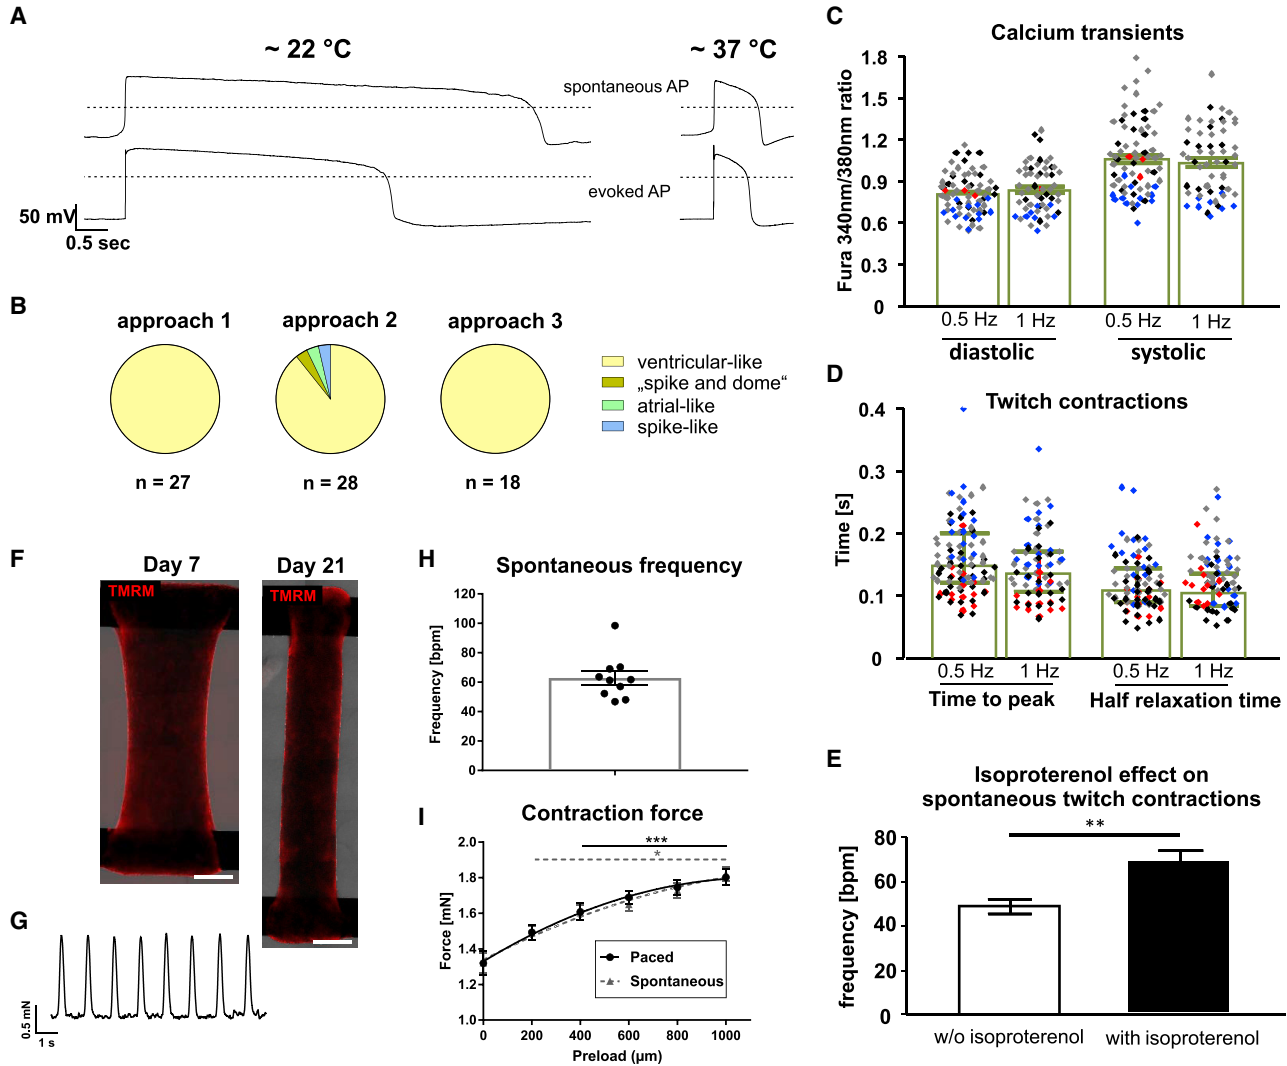 A
~ 22 °C
~ 37 °C
spontaneous AP
evoked AP
50 mV
0.5 sec
B
approach 1
approach 2
approach 3
n = 27
n = 28
n = 18
ventricular-like
„spike and dome“
atrial-like
spike-like
C
Calcium transients
Fura 340nm/380nm ratio
1.8
1.5
1.2
0.9
0.6
0.3
0
0.5 Hz
1 Hz
0.5 Hz
1 Hz
diastolic
systolic
D
Twitch contractions
Time [s]
0.4
0.3
0.2
0.1
0
0.5 Hz
1 Hz
0.5 Hz
1 Hz
Time to peak
Half relaxation time
E
Isoproterenol effect on
spontaneous twitch contractions
**
frequency [bpm]
80
60
40
20
0
w/o isoproterenol
with isoproterenol
F
Day 7
Day 21
TMRM
TMRM
G
0.5 mN
1 s
H
Spontaneous frequency
Frequency [bpm]
120
100
80
60
40
20
0
I
Contraction force
***
*
Force [mN]
2.0
1.8
1.6
1.4
1.2
1.0
Paced
Spontaneous
0
200
400
600
800
1000
Preload (µm)